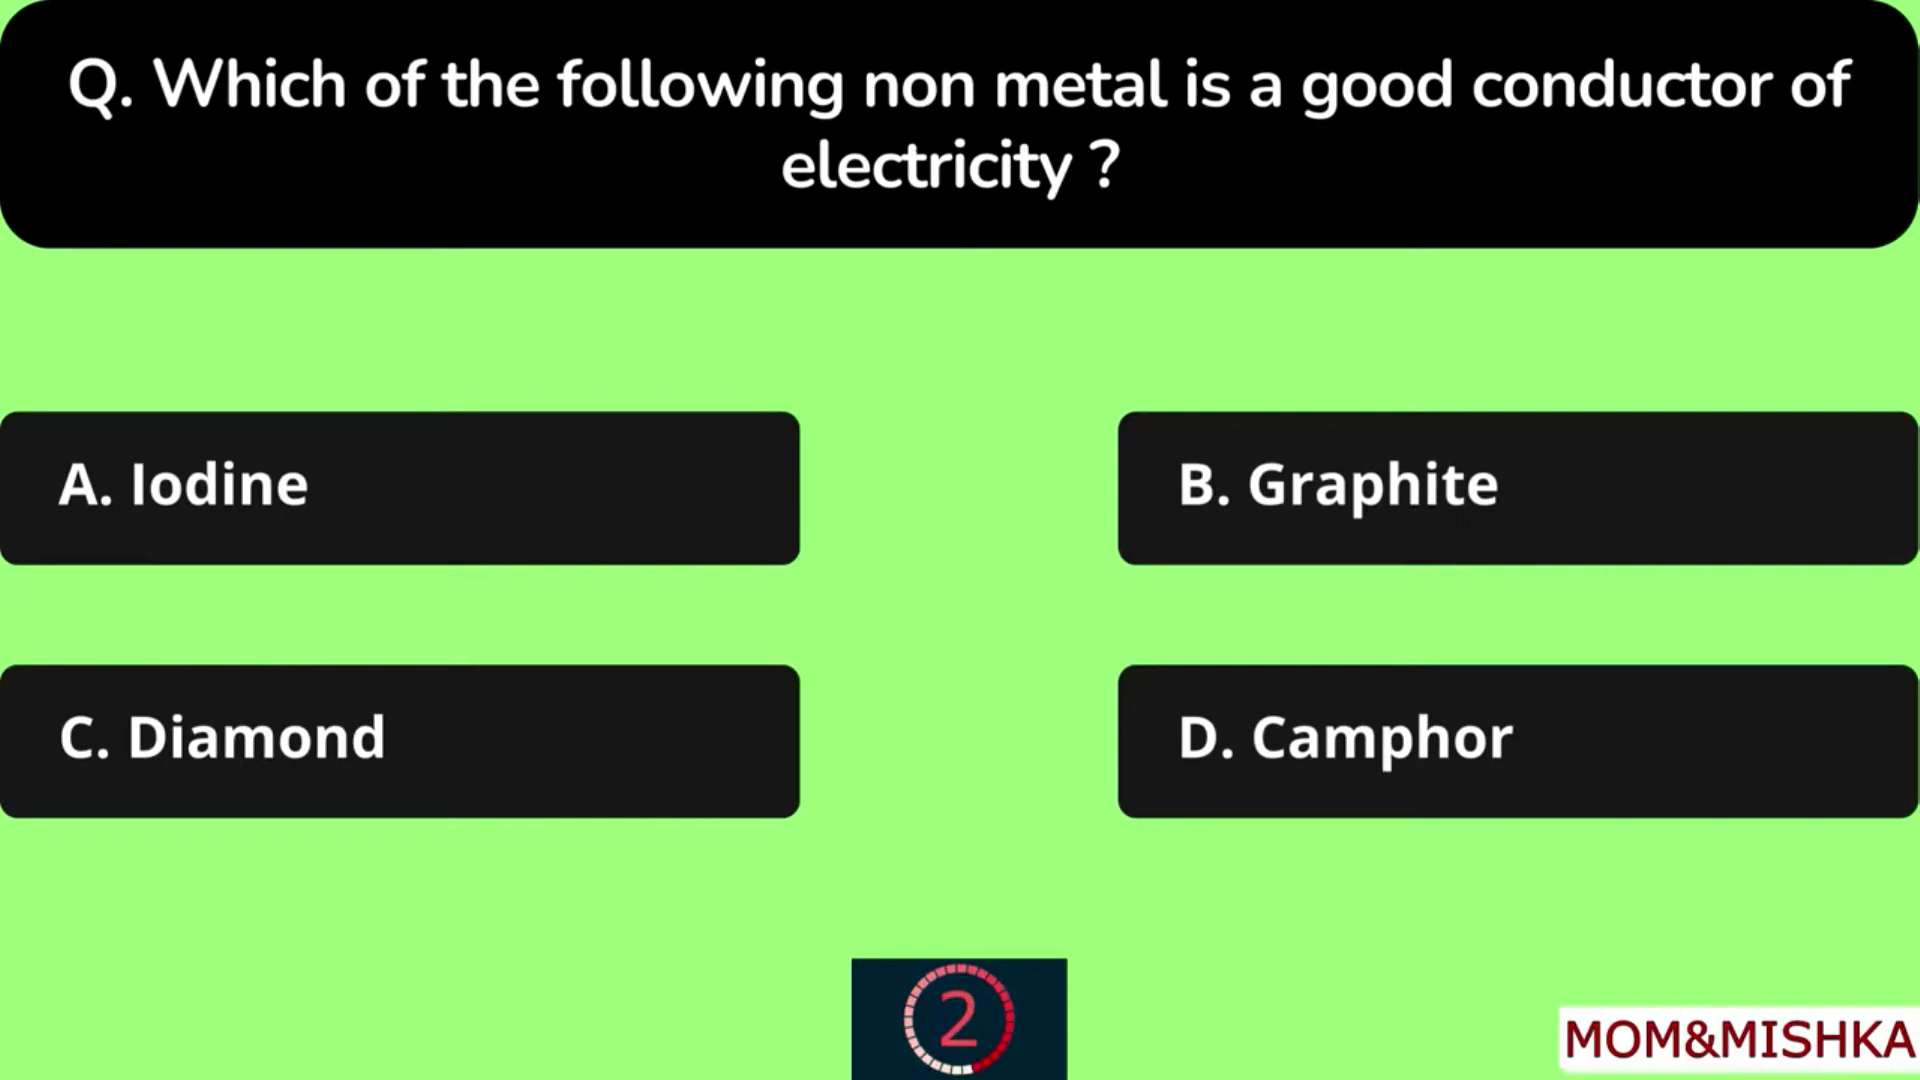 Q. Which of the following non metal is a good conductor of
electricity ?
A. Iodine
B. Graphite
C. Diamond
D. Camphor
2
MOM&MISHKA